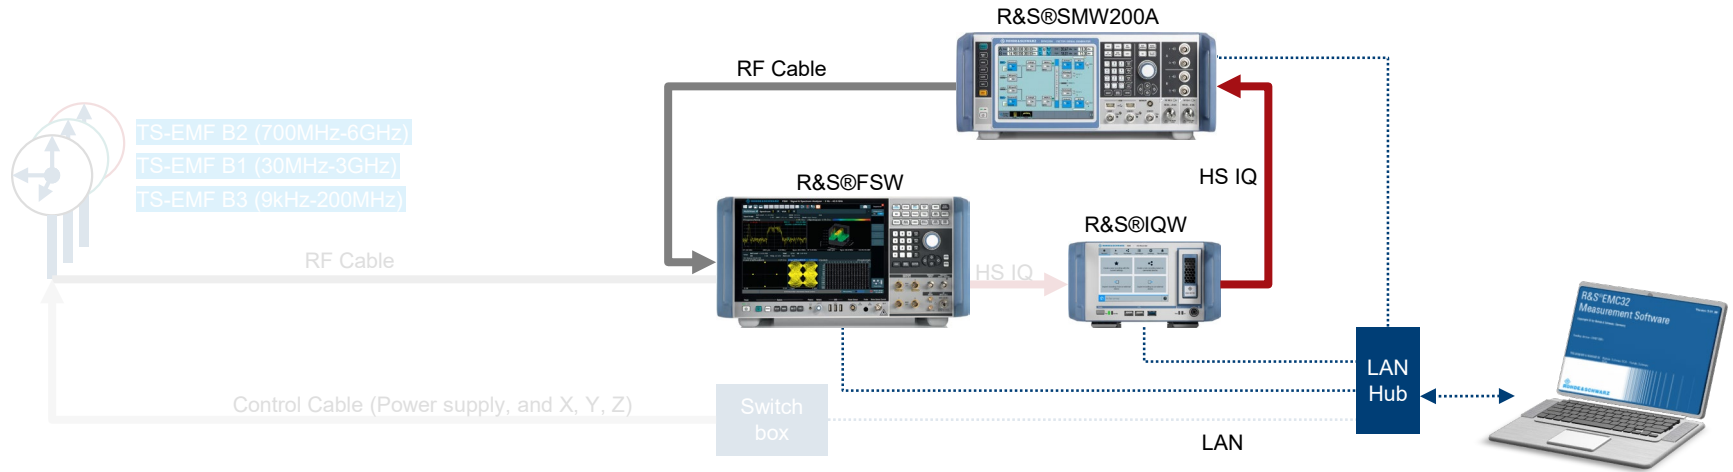 R&S®SMW200A
RF Cable
TS-EMF B2 (700MHz-6GHz)
TS-EMF B1 (30MHz-3GHz)
TS-EMF B3 (9kHz-200MHz)
R&S®FSW
HS IQ
R&S®IQW
RF Cable
HS IQ
R&S®EMC32
Measurement Software
ROHDE & SCHWARZ
LAN
Hub
Control Cable (Power supply, and X, Y, Z)
Switch
box
LAN